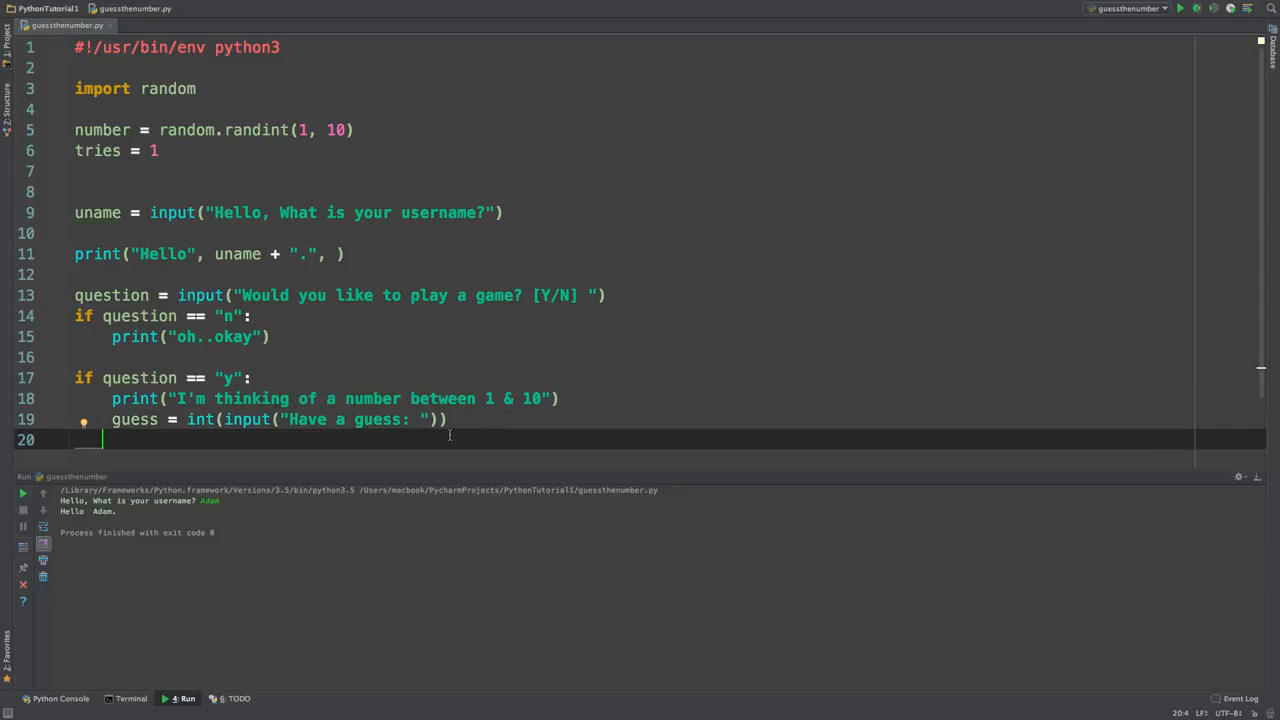 PythonTutorial1 guessthenumber.py guessthenumber
guessthenumber.py
1: Project
Z: Structure
2: Favorites
Database
1 #!/usr/bin/env python3
2
3 import random
4
5 number = random.randint(1, 10)
6 tries = 1
7
8
9 uname = input("Hello, What is your username?")
10
11 print("Hello", uname + ".", )
12
13 question = input("Would you like to play a game? [Y/N] ")
14 if question == "n":
15 print("oh..okay")
16
17 if question == "y":
18 print("I'm thinking of a number between 1 & 10")
19 guess = int(input("Have a guess: "))
20
Run guessthenumber
/Library/Frameworks/Python.framework/Versions/3.5/bin/python3.5 /Users/macbook/PycharmProjects/PythonTutorial1/guessthenumber.py
Hello, What is your username? Adam
Hello Adam.
Process finished with exit code 0
Python Console Terminal 4: Run 6: TODO Event Log
20:4 LF÷ UTF-8÷